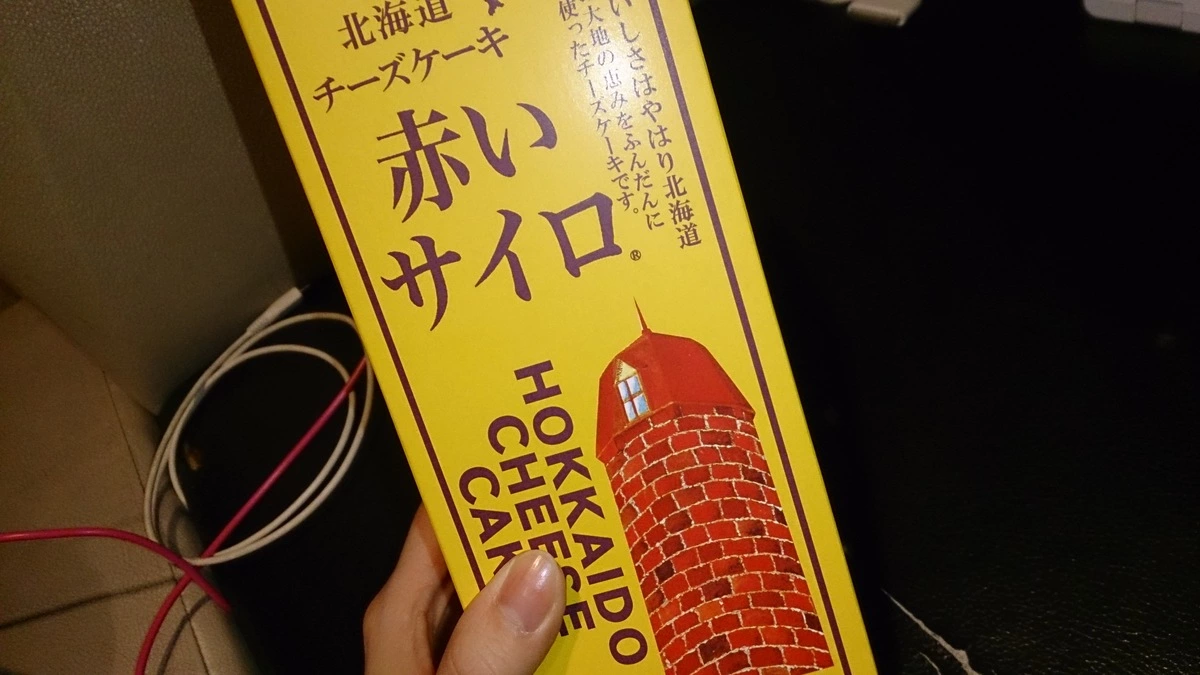 北海道
チーズケーキ
赤い
サイロ®
いしさはやはり北海道
大地の恵みをふんだんに
使ったチーズケーキです。
HOKKAIDO
CHEESE
CAK